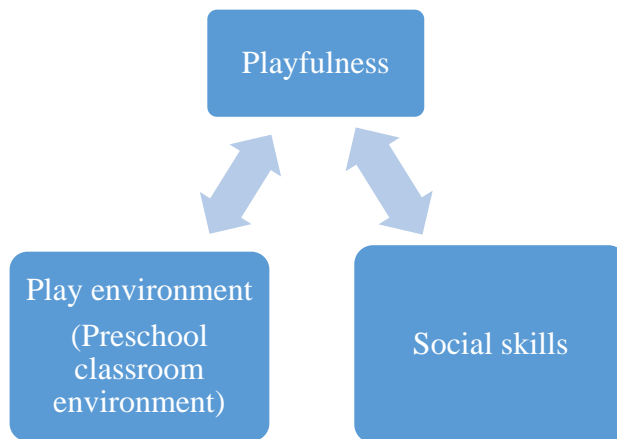 Playfulness
Play environment
(Preschool
classroom
environment)
Social skills